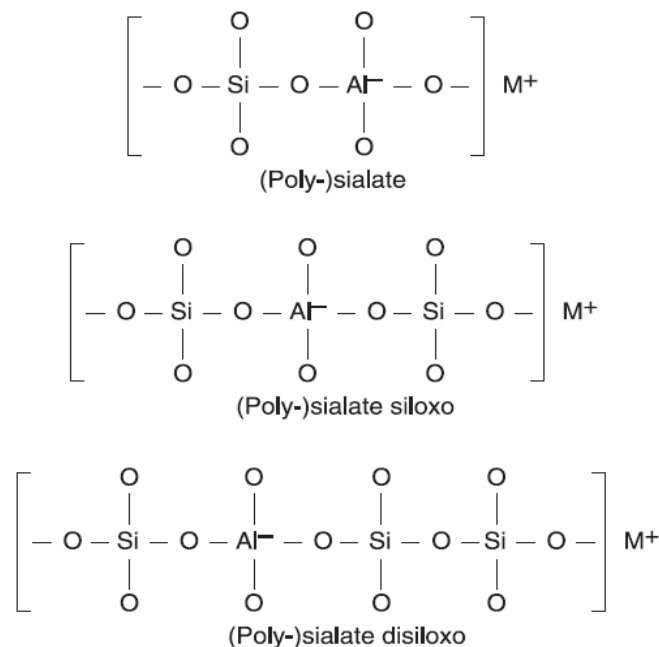 O O
— O — Si — O — Al⁻ — O — M⁺
O O
(Poly-)sialate
O O O
— O — Si — O — Al⁻ — O — Si — O — M⁺
O O O
(Poly-)sialate siloxo
O O O O
— O — Si — O — Al⁻ — O — Si — O — Si — O — M⁺
O O O O
(Poly-)sialate disiloxo